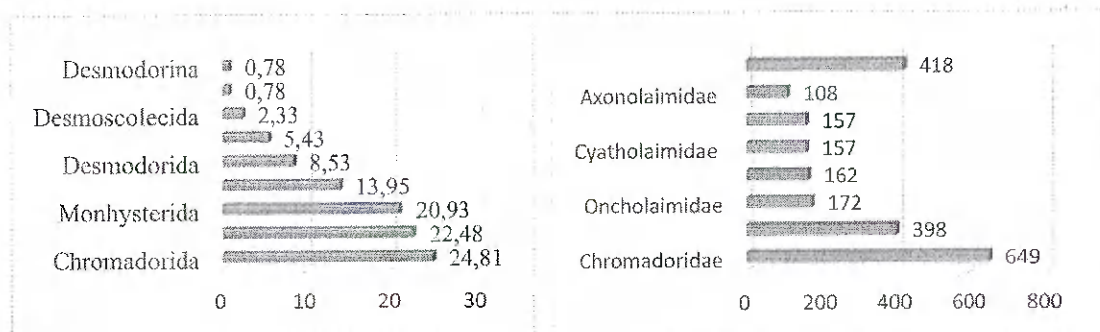 Desmodorina 0,78
0,78
Desmoscolecida 2,33
5,43
Desmodorida 8,53
13,95
Monhysterida 20,93
22,48
Chromadorida 24,81
0 10 20 30
418
Axonolaimidae 108
157
Cyatholaimidae 157
162
Oncholaimidae 172
398
Chromadoridae 649
0 200 400 600 800